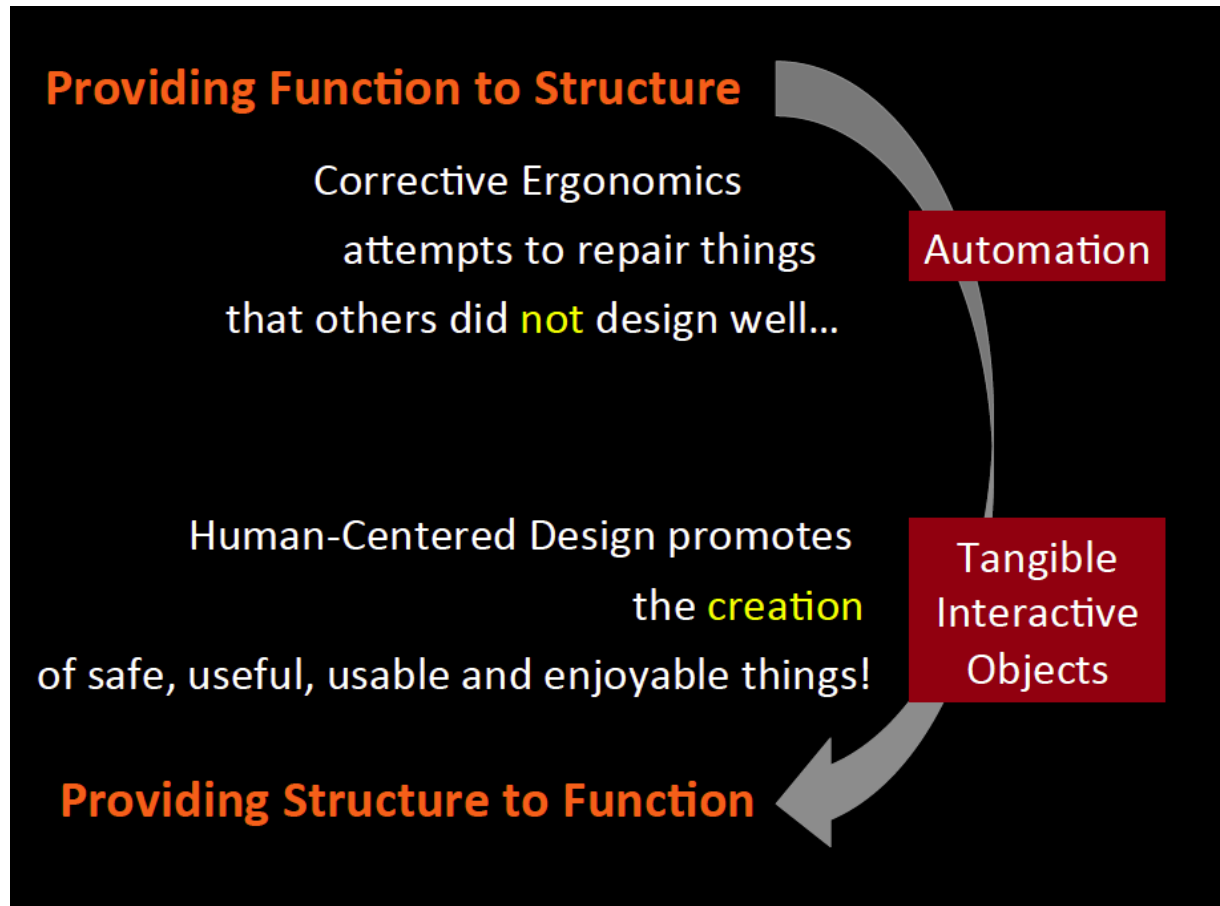 Providing Function to Structure
Corrective Ergonomics
attempts to repair things
that others did not design well…
Automation
Human-Centered Design promotes
the creation
of safe, useful, usable and enjoyable things!
Tangible
Interactive
Objects
Providing Structure to Function